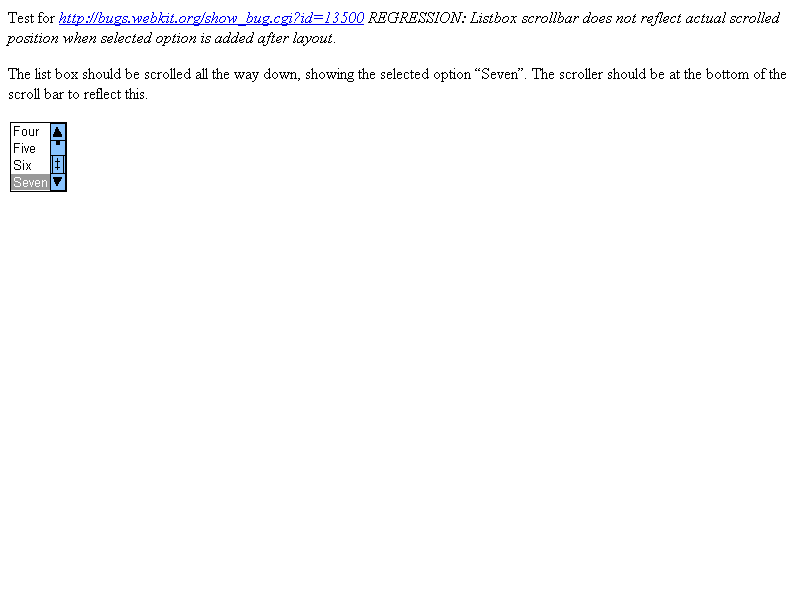 Test for http://bugs.webkit.org/show_bug.cgi?id=13500 REGRESSION: Listbox scrollbar does not reflect actual scrolled
position when selected option is added after layout.
The list box should be scrolled all the way down, showing the selected option “Seven”. The scroller should be at the bottom of the
scroll bar to reflect this.
Four
Five
Six
Seven